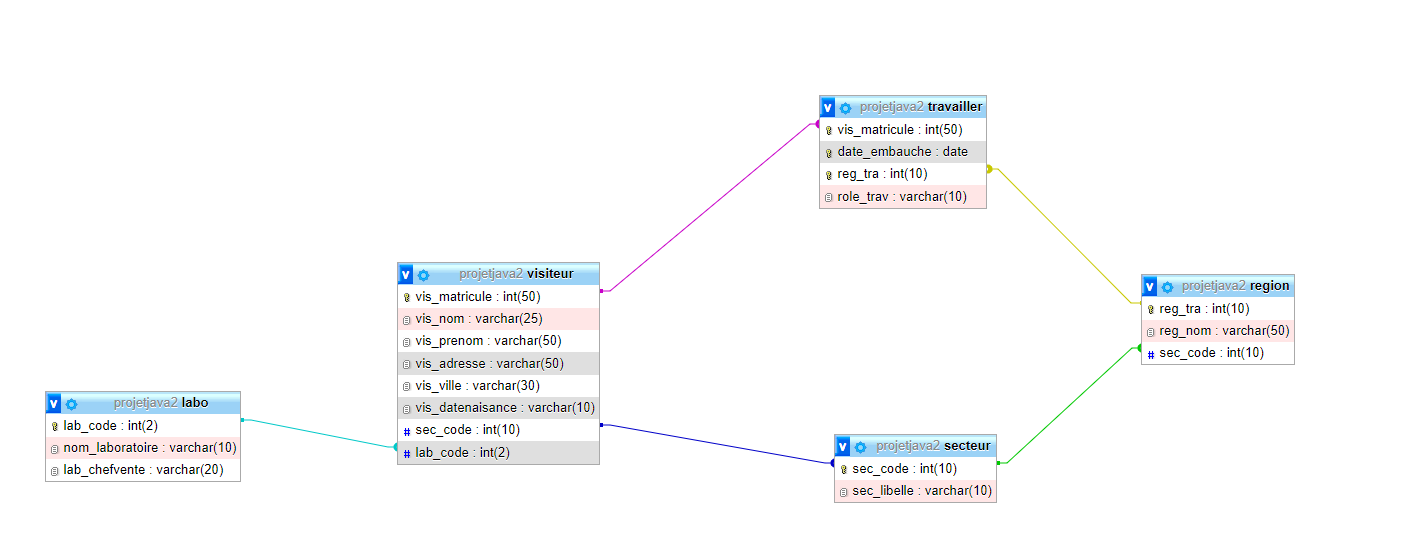 projetjava2 travailler
vis_matricule : int(50)
date_embauche : date
reg_tra : int(10)
role_trav : varchar(10)
projetjava2 visiteur
vis_matricule : int(50)
vis_nom : varchar(25)
vis_prenom : varchar(50)
vis_adresse : varchar(50)
vis_ville : varchar(30)
vis_datenaisance : varchar(10)
# sec_code : int(10)
# lab_code : int(2)
projetjava2 region
reg_tra : int(10)
reg_nom : varchar(50)
# sec_code : int(10)
projetjava2 labo
lab_code : int(2)
nom_laboratoire : varchar(10)
lab_chefvente : varchar(20)
projetjava2 secteur
sec_code : int(10)
sec_libelle : varchar(10)